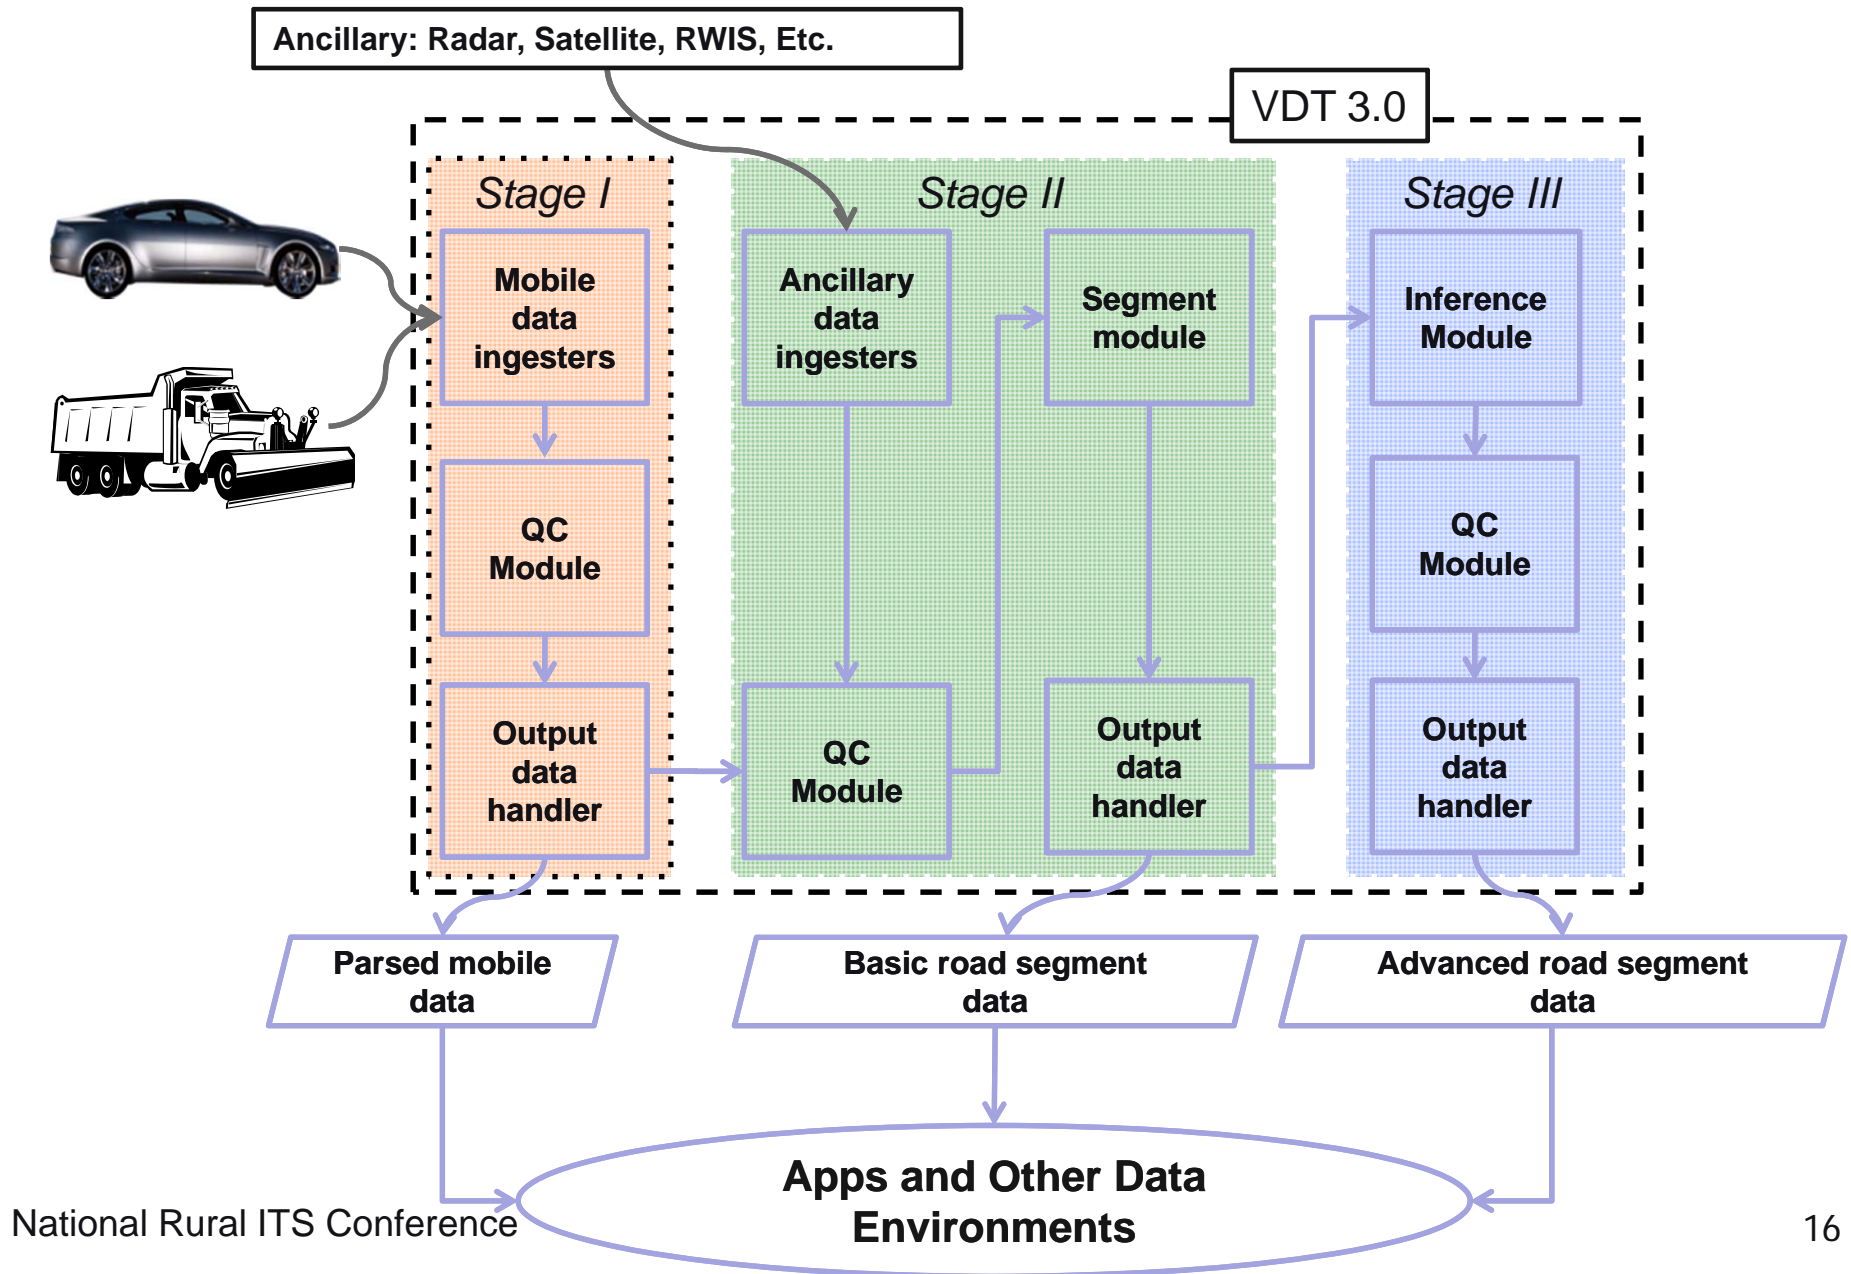 Ancillary: Radar, Satellite, RWIS, Etc.
VDT 3.0
Stage I
Mobile
data
ingesters
QC
Module
Output
data
handler
Stage II
Ancillary
data
ingesters
QC
Module
Segment
module
Output
data
handler
Stage III
Inference
Module
QC
Module
Output
data
handler
Parsed mobile
data
Basic road segment
data
Advanced road segment
data
Apps and Other Data
Environments
National Rural ITS Conference
16